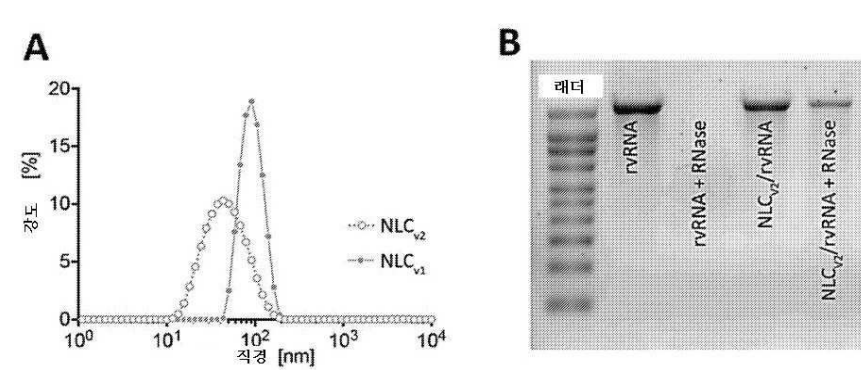 A
20
15
10
5
0
강도 [%]
10⁰ 10¹ 10² 10³ 10⁴
직경 [nm]
NLCv2
NLCv1
B
래더
rvRNA
rvRNA + RNase
NLCv2/rvRNA
NLCv2/rvRNA + RNase